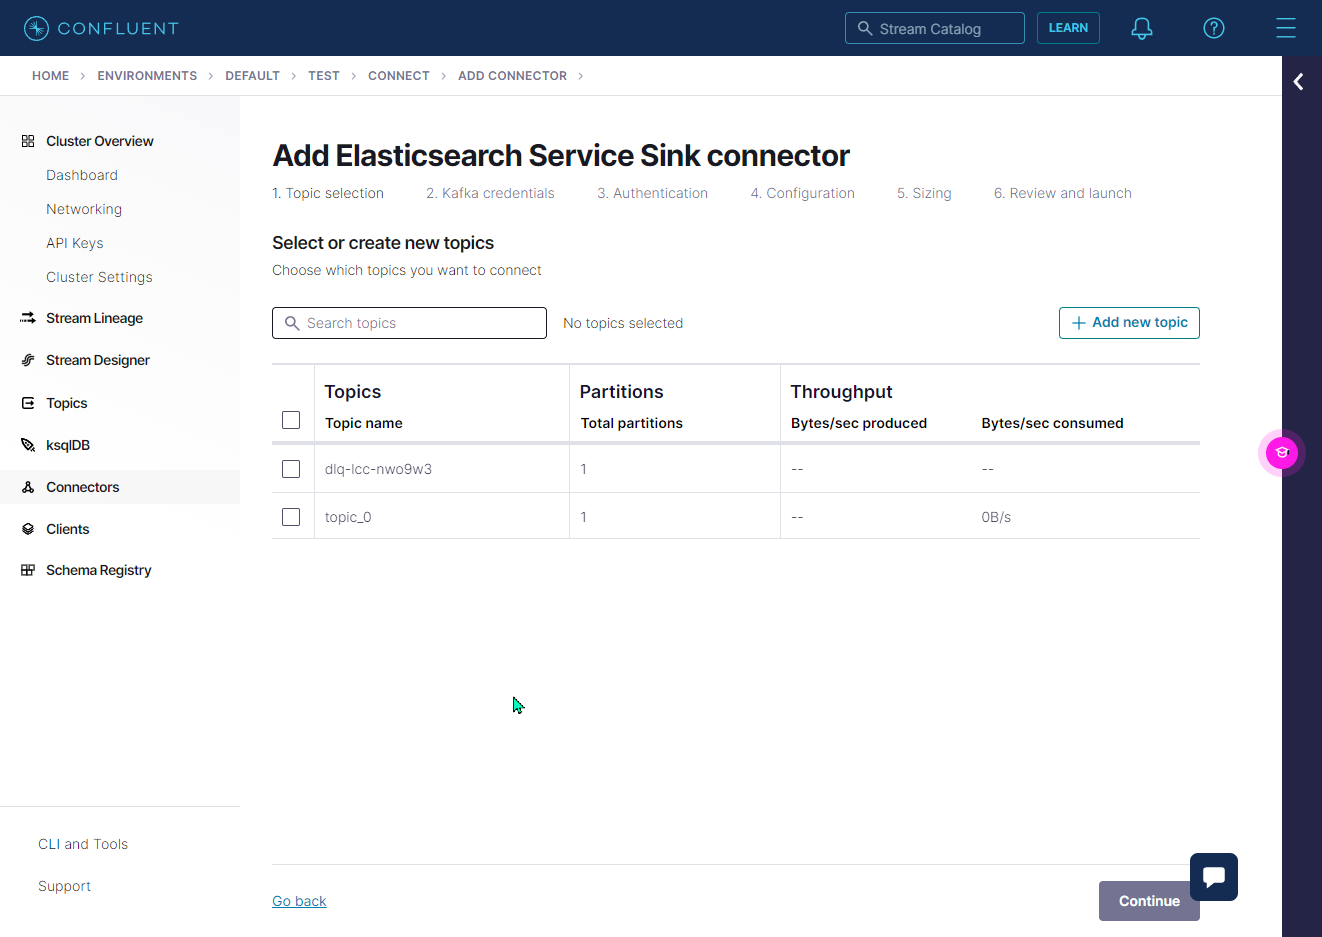 CONFLUENT
Stream Catalog
LEARN
HOME > ENVIRONMENTS > DEFAULT > TEST > CONNECT > ADD CONNECTOR >
Cluster Overview
Dashboard
Networking
API Keys
Cluster Settings
Stream Lineage
Stream Designer
Topics
ksqlDB
Connectors
Clients
Schema Registry
CLI and Tools
Support
Add Elasticsearch Service Sink connector
1. Topic selection 2. Kafka credentials 3. Authentication 4. Configuration 5. Sizing 6. Review and launch
Select or create new topics
Choose which topics you want to connect
Search topics No topics selected + Add new topic
Topics Partitions Throughput
Topic name Total partitions Bytes/sec produced Bytes/sec consumed
dlq-lcc-nwo9w3 1 -- --
topic_0 1 -- 0B/s
Go back Continue